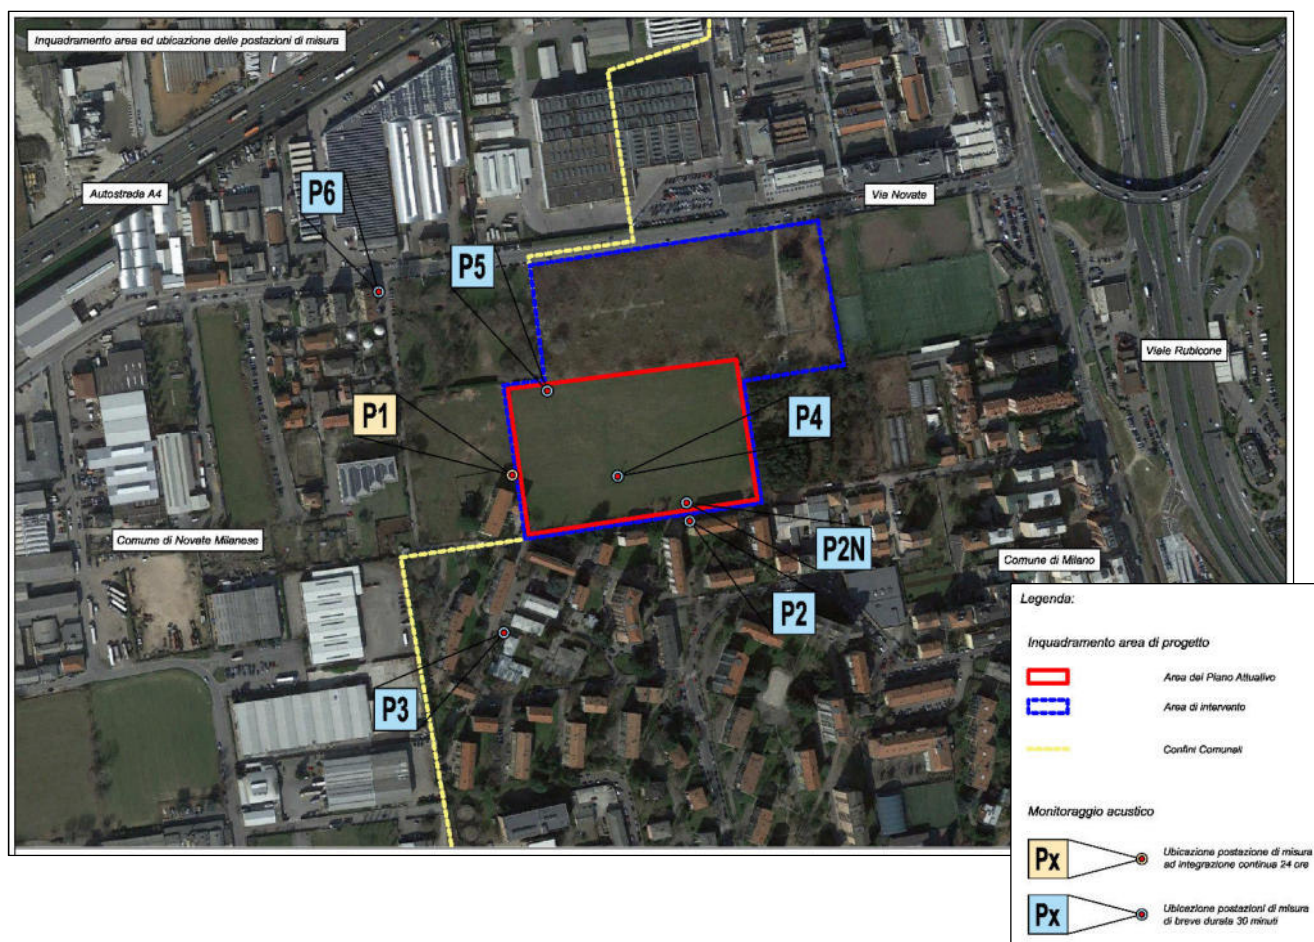 Inquadramento area ed ubicazione delle postazioni di misura
Autostrada A4
P6
Via Novate
P5
Viale Rubicone
P1
P4
Comune di Novate Milanese
P2N
Comune di Milano
P2
P3
Legenda:
Inquadramento area di progetto
Area del Piano Attuativo
Area di intervento
Confini Comunali
Monitoraggio acustico
Px
Ubicazione postazione di misura
ad integrazione continua 24 ore
Px
Ubicazione postazioni di misura
di breve durata 30 minuti